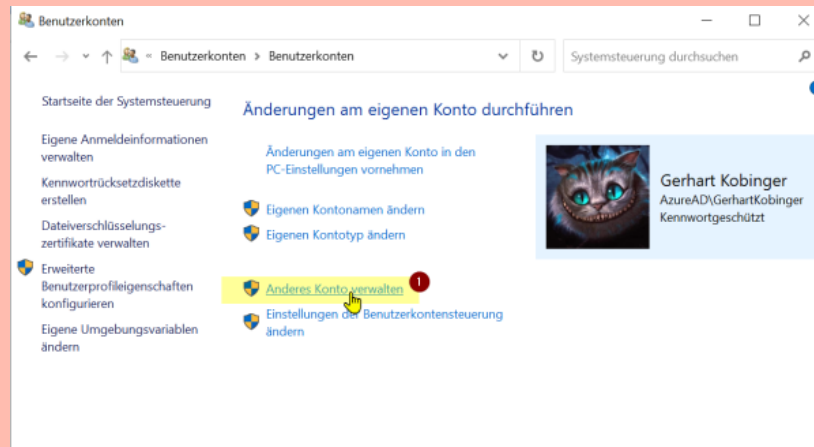 Benutzerkonten
« Benutzerkonten > Benutzerkonten
Systemsteuerung durchsuchen
Startseite der Systemsteuerung
Eigene Anmeldeinformationen
verwalten
Kennwortrücksetzdiskette
erstellen
Dateiverschlüsselungs-
zertifikate verwalten
Erweiterte
Benutzerprofileigenschaften
konfigurieren
Eigene Umgebungsvariablen
ändern
Änderungen am eigenen Konto durchführen
Änderungen am eigenen Konto in den
PC-Einstellungen vornehmen
Eigenen Kontonamen ändern
Eigenen Kontotyp ändern
Anderes Konto verwalten 1
Einstellungen der Benutzerkontensteuerung
ändern
Gerhart Kobinger
AzureAD\GerhartKobinger
Kennwortgeschützt